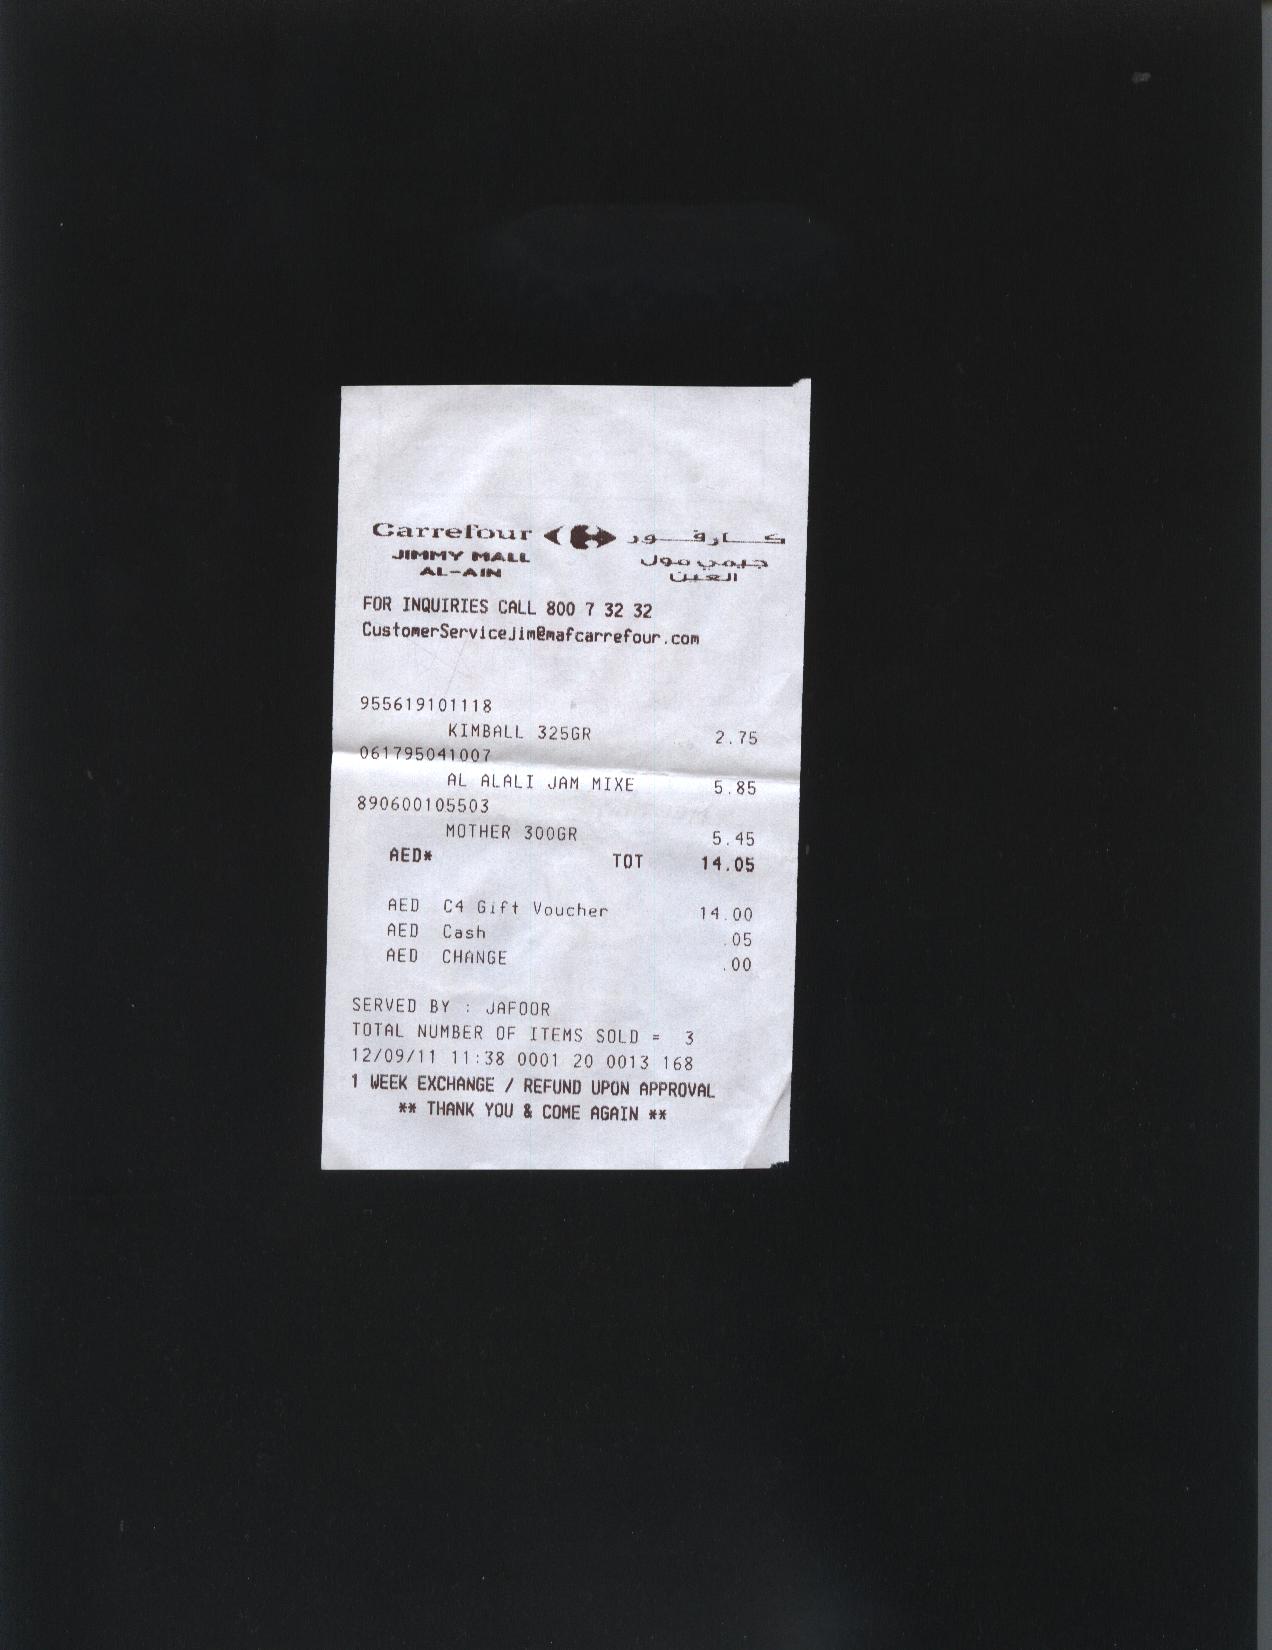 Carrefour كارفور
JIMMY MALL جيمي مول
AL-AIN العين
FOR INQUIRIES CALL 800 7 32 32
CustomerServiceJim@mafcarrefour.com
955619101118
KIMBALL 325GR 2.75
061795041007
AL ALALI JAM MIXE 5.85
890600105503
MOTHER 300GR 5.45
AED* TOT 14.05
AED C4 Gift Voucher 14.00
AED Cash .05
AED CHANGE .00
SERVED BY : JAFOOR
TOTAL NUMBER OF ITEMS SOLD = 3
12/09/11 11:38 0001 20 0013 168
1 WEEK EXCHANGE / REFUND UPON APPROVAL
** THANK YOU & COME AGAIN **